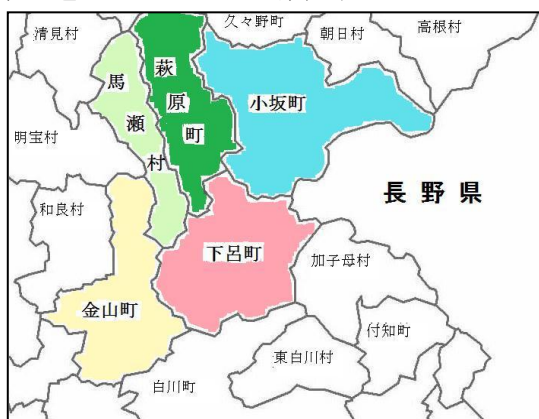 清見村
久々野町
朝日村
高根村
萩原町
馬瀬村
小坂町
明宝村
長野県
和良村
下呂町
加子母村
金山町
付知町
東白川村
白川町